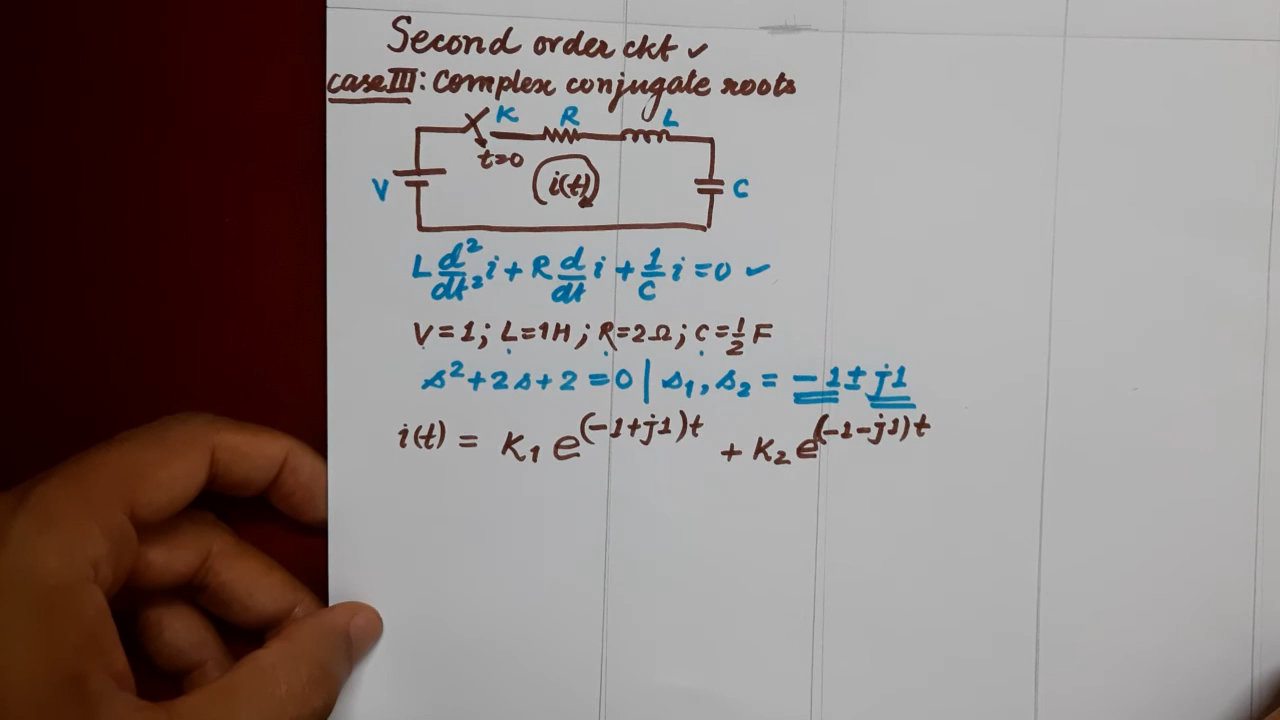 Second order ckt ✓
case III : Complex conjugate roots
K R L
t=0
V i(t) C
L d²/dt² i + R d/dt i + 1/C i = 0 ✓
V=1; L=1H; R=2Ω; C=½F
s²+2s+2=0 | s₁, s₂ = -1 ± j1
i(t) = K₁ e^(-1+j1)t + K₂ e^(-1-j1)t